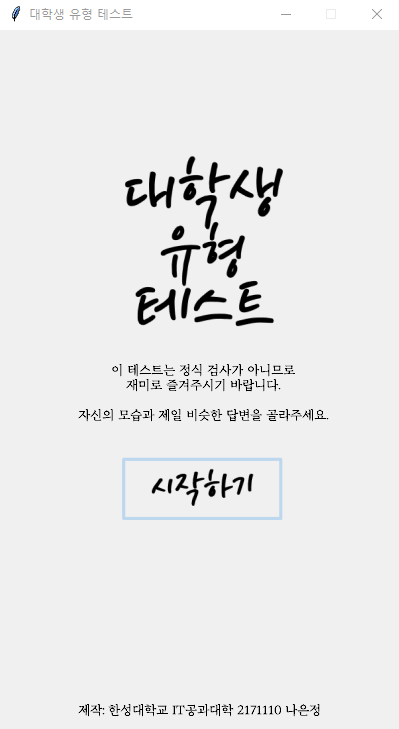 대학생 유형 테스트
대학생
유형
테스트
이 테스트는 정식 검사가 아니므로
재미로 즐겨주시기 바랍니다.
자신의 모습과 제일 비슷한 답변을 골라주세요.
시작하기
제작: 한성대학교 IT공과대학 2171110 나은정